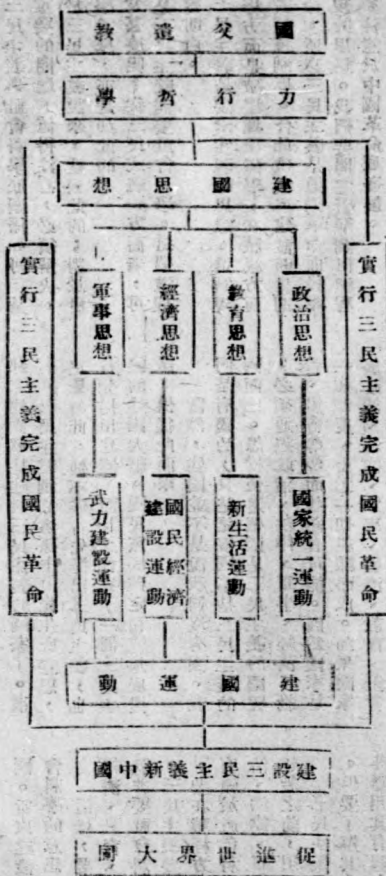 國父遺教
力行哲學
建國思想
實行三民主義完成國民革命
政治思想
教育思想
經濟思想
軍事思想
實行三民主義完成國民革命
國家統一運動
新生活運動
國民經濟
建設運動
武力建設運動
建國運動
建設三民主義新中國
促進世界大同